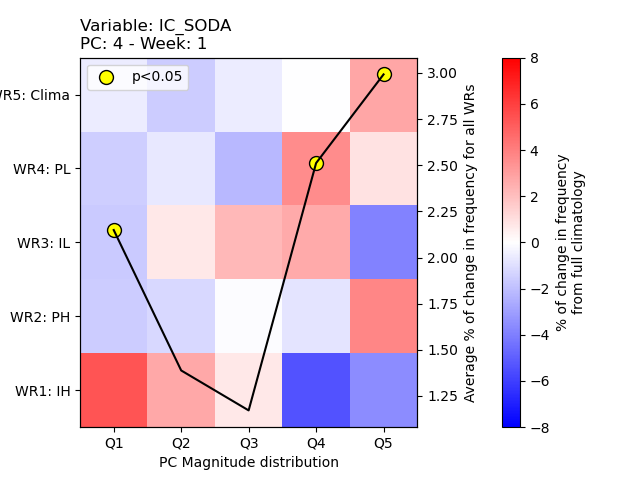 Variable: IC_SODA
PC: 4 - Week: 1
p<0.05
WR5: Clima
WR4: PL
WR3: IL
WR2: PH
WR1: IH
Q1 Q2 Q3 Q4 Q5
PC Magnitude distribution
3.00
2.75
2.50
2.25
2.00
1.75
1.50
1.25
Average % of change in frequency for all WRs
8
6
4
2
0
−2
−4
−6
−8
% of change in frequency
from full climatology